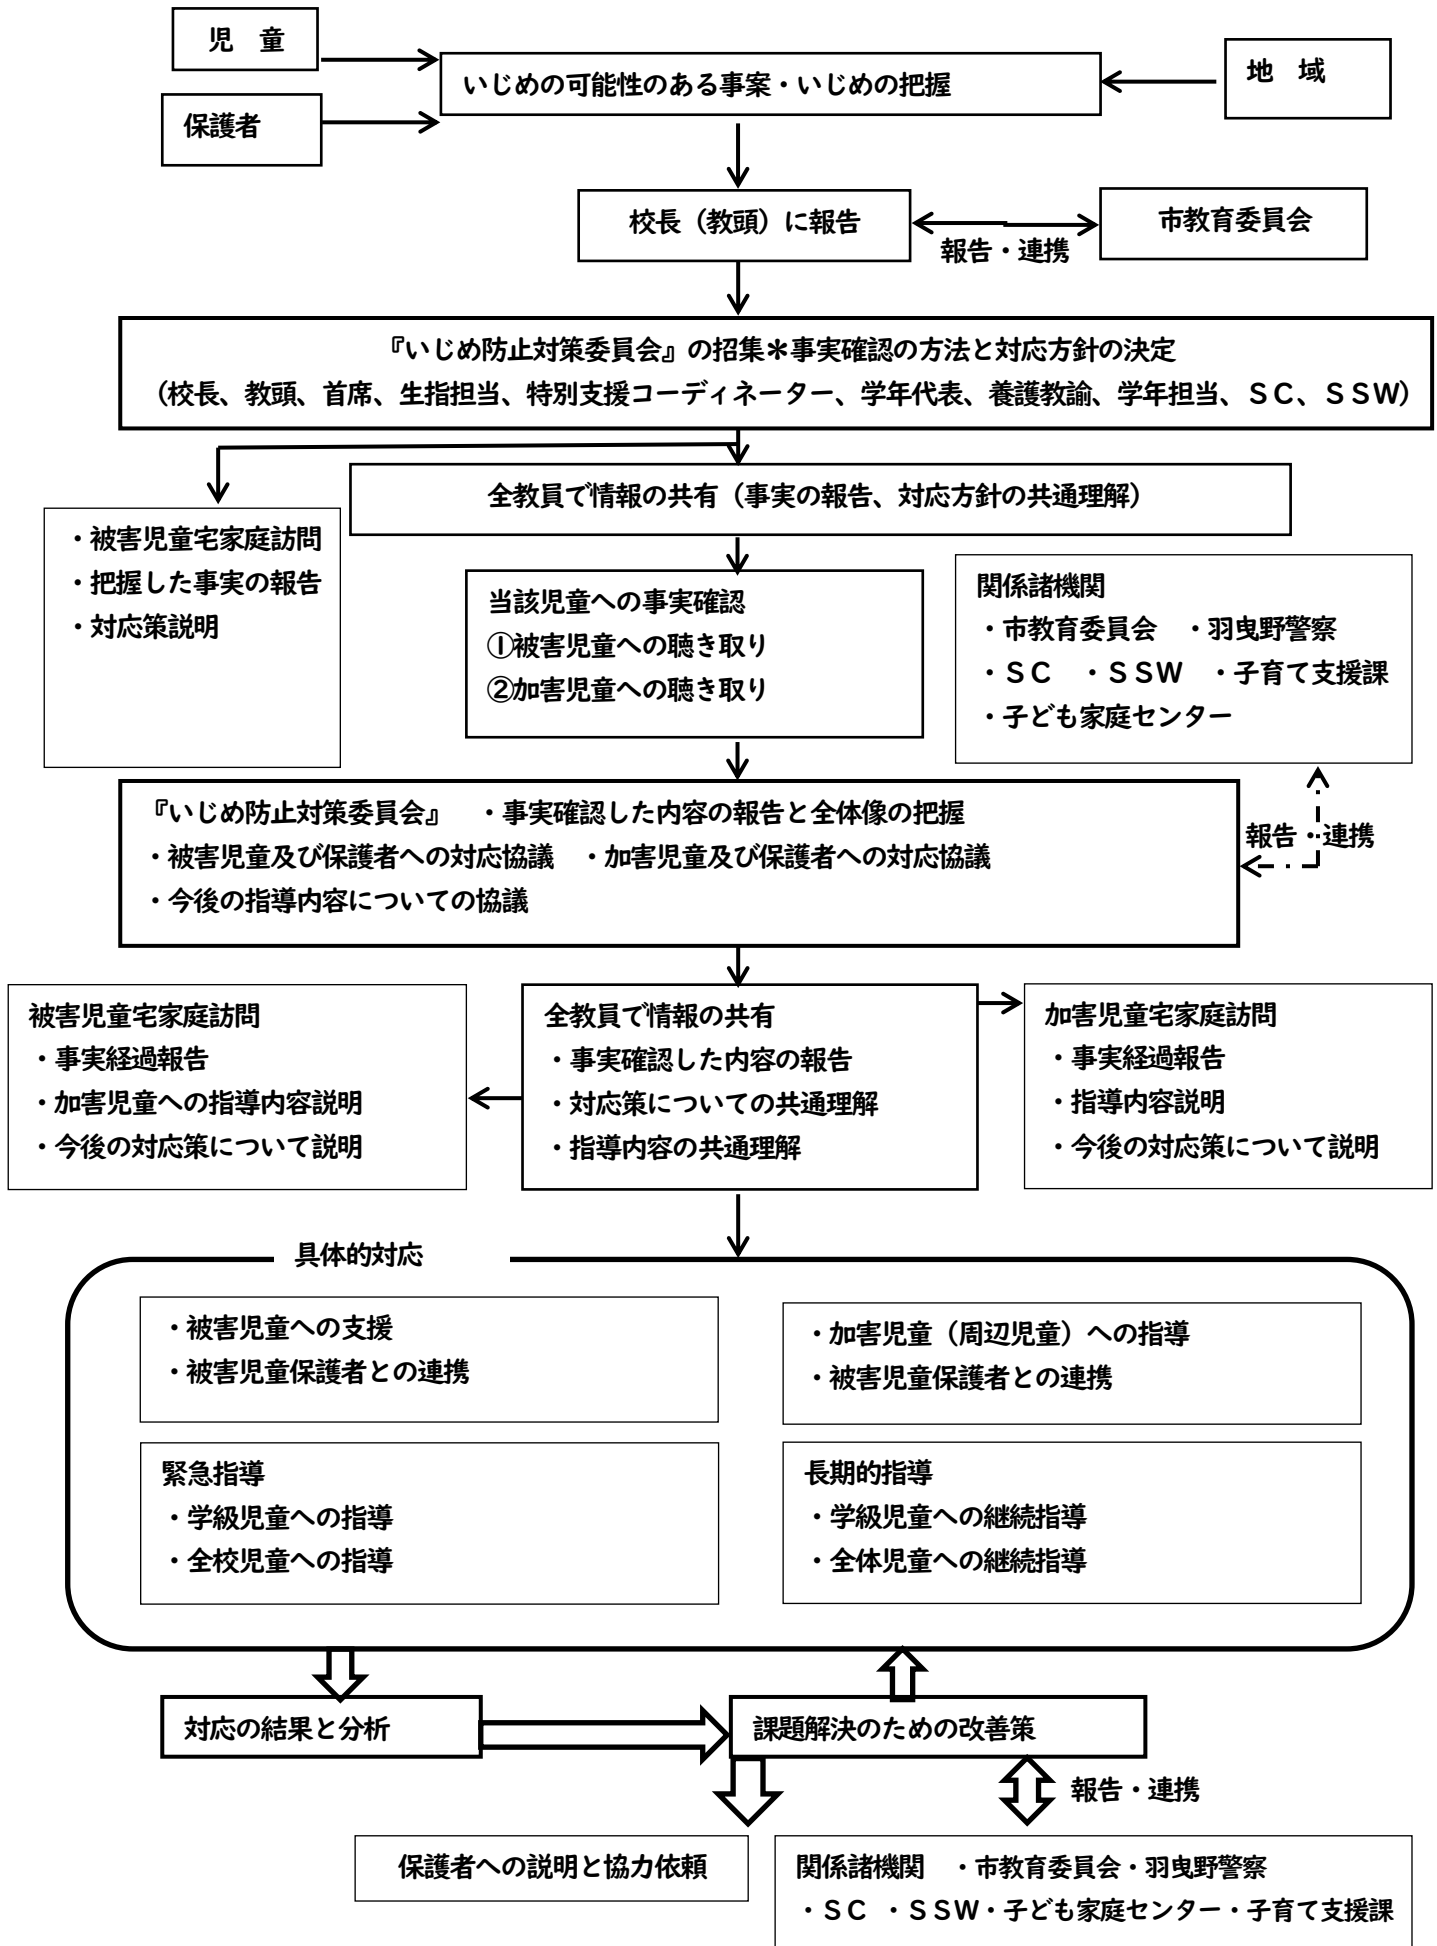 児　童
いじめの可能性のある事案・いじめの把握
地　域
保護者
校長（教頭）に報告
市教育委員会
報告・連携
『いじめ防止対策委員会』の招集＊事実確認の方法と対応方針の決定
（校長、教頭、首席、生指担当、特別支援コーディネーター、学年代表、養護教諭、学年担当、ＳＣ、ＳＳＷ）
全教員で情報の共有（事実の報告、対応方針の共通理解）
・被害児童宅家庭訪問
・把握した事実の報告
・対応策説明
当該児童への事実確認
①被害児童への聴き取り
②加害児童への聴き取り
関係諸機関
・市教育委員会　・羽曳野警察
・ＳＣ　・ＳＳＷ　・子育て支援課
・子ども家庭センター
『いじめ防止対策委員会』　・事実確認した内容の報告と全体像の把握
・被害児童及び保護者への対応協議　・加害児童及び保護者への対応協議
・今後の指導内容についての協議
報告・連携
被害児童宅家庭訪問
・事実経過報告
・加害児童への指導内容説明
・今後の対応策について説明
全教員で情報の共有
・事実確認した内容の報告
・対応策についての共通理解
・指導内容の共通理解
加害児童宅家庭訪問
・事実経過報告
・指導内容説明
・今後の対応策について説明
具体的対応
・被害児童への支援
・被害児童保護者との連携
・加害児童（周辺児童）への指導
・被害児童保護者との連携
緊急指導
・学級児童への指導
・全校児童への指導
長期的指導
・学級児童への継続指導
・全体児童への継続指導
対応の結果と分析
課題解決のための改善策
報告・連携
保護者への説明と協力依頼
関係諸機関　・市教育委員会・羽曳野警察
・ＳＣ　・ＳＳＷ・子ども家庭センター・子育て支援課